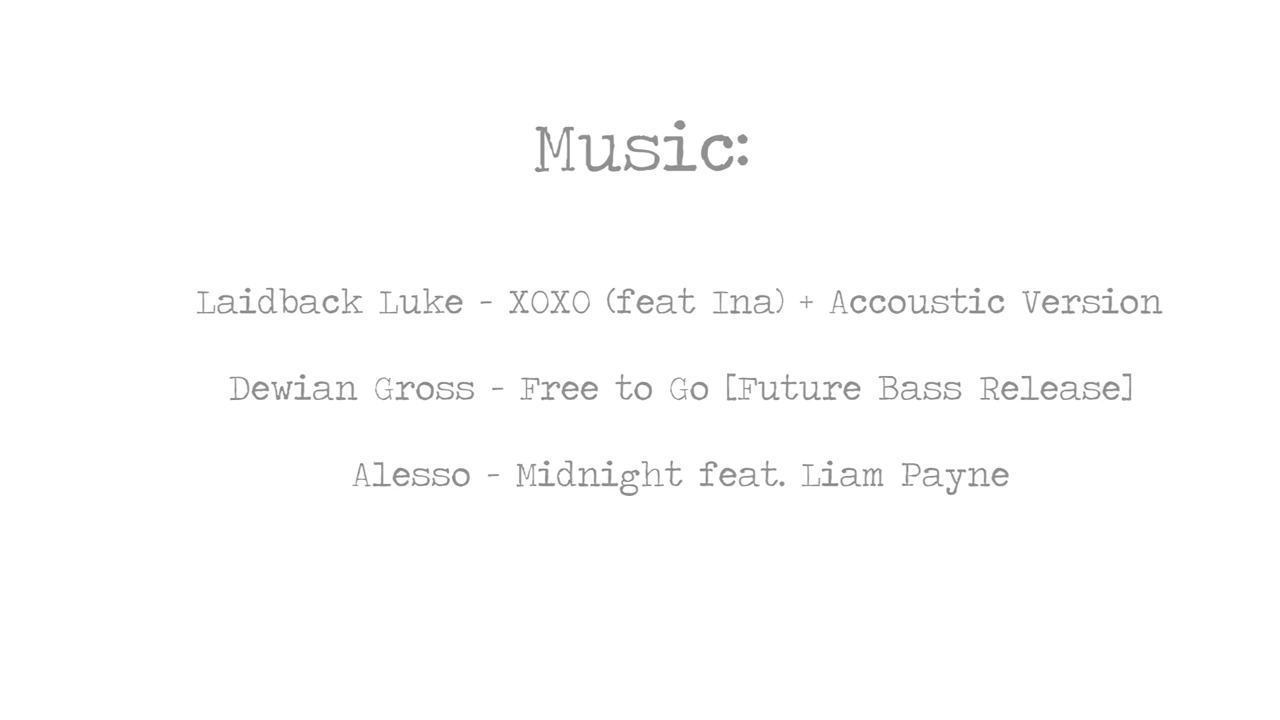 Music:
Laidback Luke - XOXO (feat Ina) + Accoustic Version
Dewian Gross - Free to Go [Future Bass Release]
Alesso - Midnight feat. Liam Payne